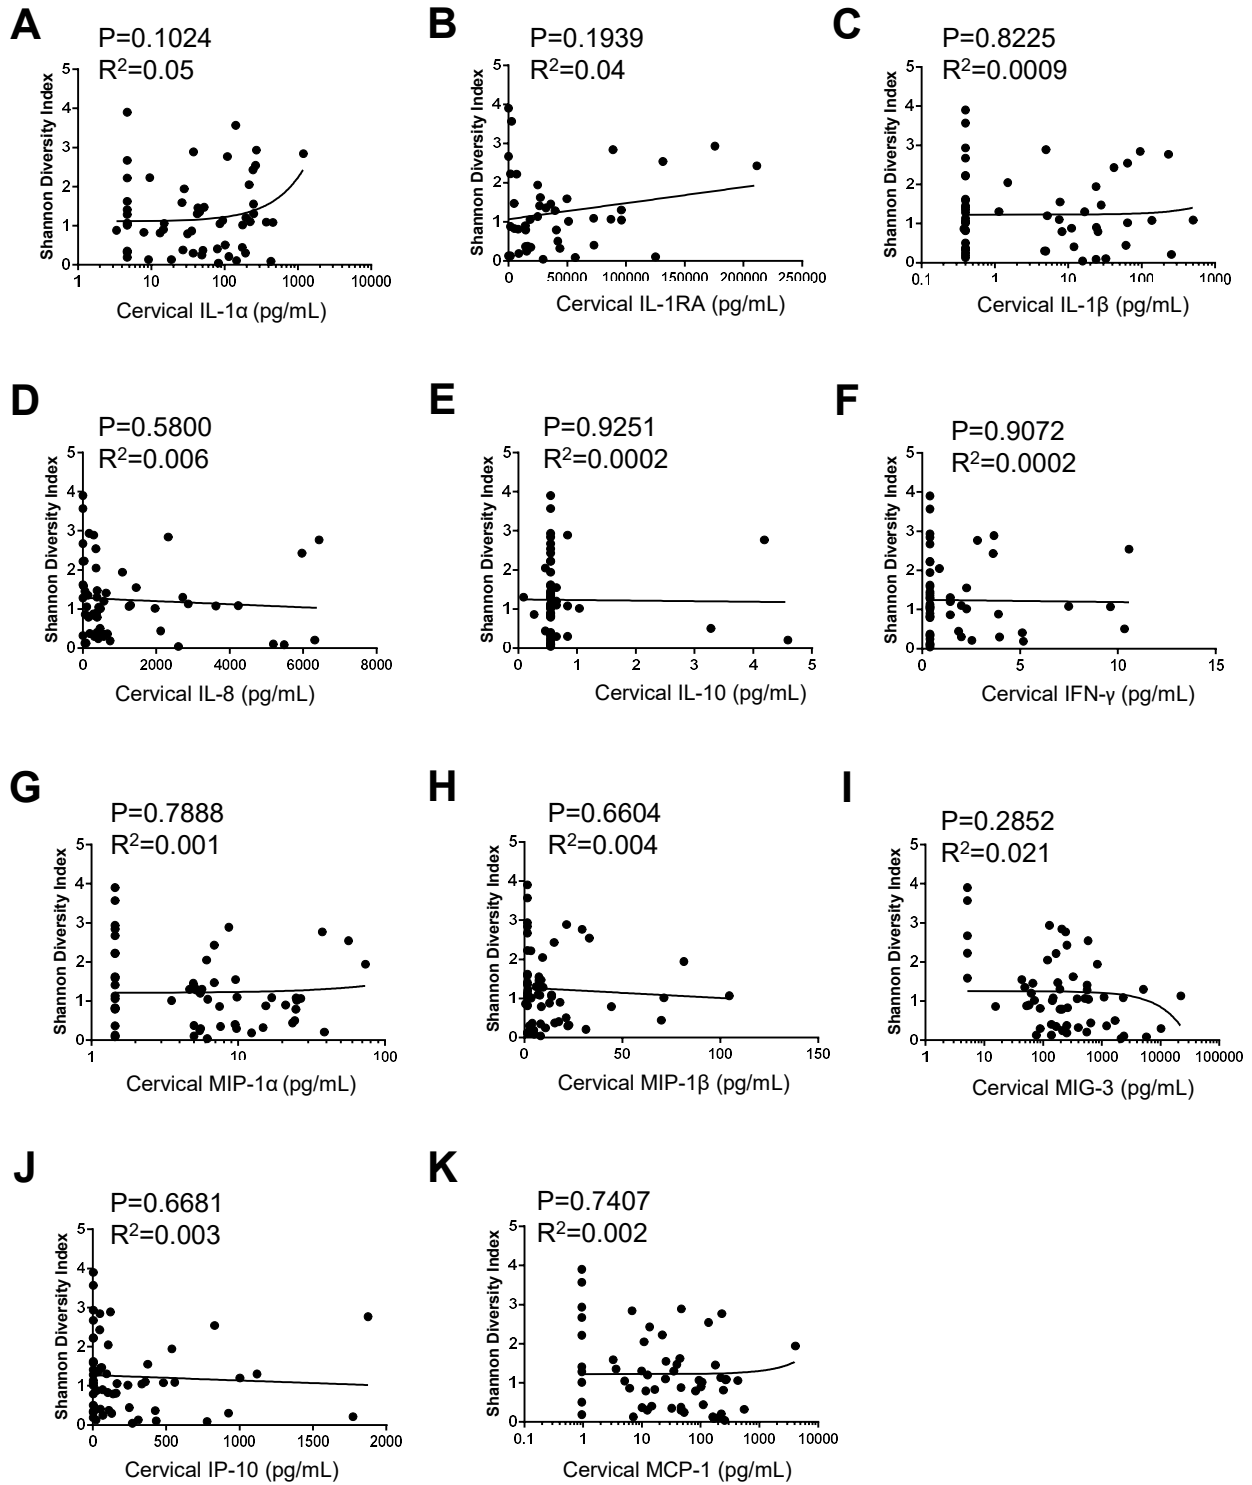 A
P=0.1024
R²=0.05
Shannon Diversity Index
5
4
3
2
1
0
1 10 100 1000 10000
Cervical IL-1α (pg/mL)
B
P=0.1939
R²=0.04
Shannon Diversity Index
5
4
3
2
1
0
0 50000 100000 150000 200000 250000
Cervical IL-1RA (pg/mL)
C
P=0.8225
R²=0.0009
Shannon Diversity Index
5
4
3
2
1
0
0.1 1 10 100 1000
Cervical IL-1β (pg/mL)
D
P=0.5800
R²=0.006
Shannon Diversity Index
5
4
3
2
1
0
0 2000 4000 6000 8000
Cervical IL-8 (pg/mL)
E
P=0.9251
R²=0.0002
Shannon Diversity Index
5
4
3
2
1
0
0 1 2 3 4 5
Cervical IL-10 (pg/mL)
F
P=0.9072
R²=0.0002
Shannon Diversity Index
5
4
3
2
1
0
0 5 10 15
Cervical IFN-γ (pg/mL)
G
P=0.7888
R²=0.001
Shannon Diversity Index
5
4
3
2
1
0
1 10 100
Cervical MIP-1α (pg/mL)
H
P=0.6604
R²=0.004
Shannon Diversity Index
5
4
3
2
1
0
0 50 100 150
Cervical MIP-1β (pg/mL)
I
P=0.2852
R²=0.021
Shannon Diversity Index
5
4
3
2
1
0
1 10 100 1000 10000 100000
Cervical MIG-3 (pg/mL)
J
P=0.6681
R²=0.003
Shannon Diversity Index
5
4
3
2
1
0
0 500 1000 1500 2000
Cervical IP-10 (pg/mL)
K
P=0.7407
R²=0.002
Shannon Diversity Index
5
4
3
2
1
0
0.1 1 10 100 1000 10000
Cervical MCP-1 (pg/mL)